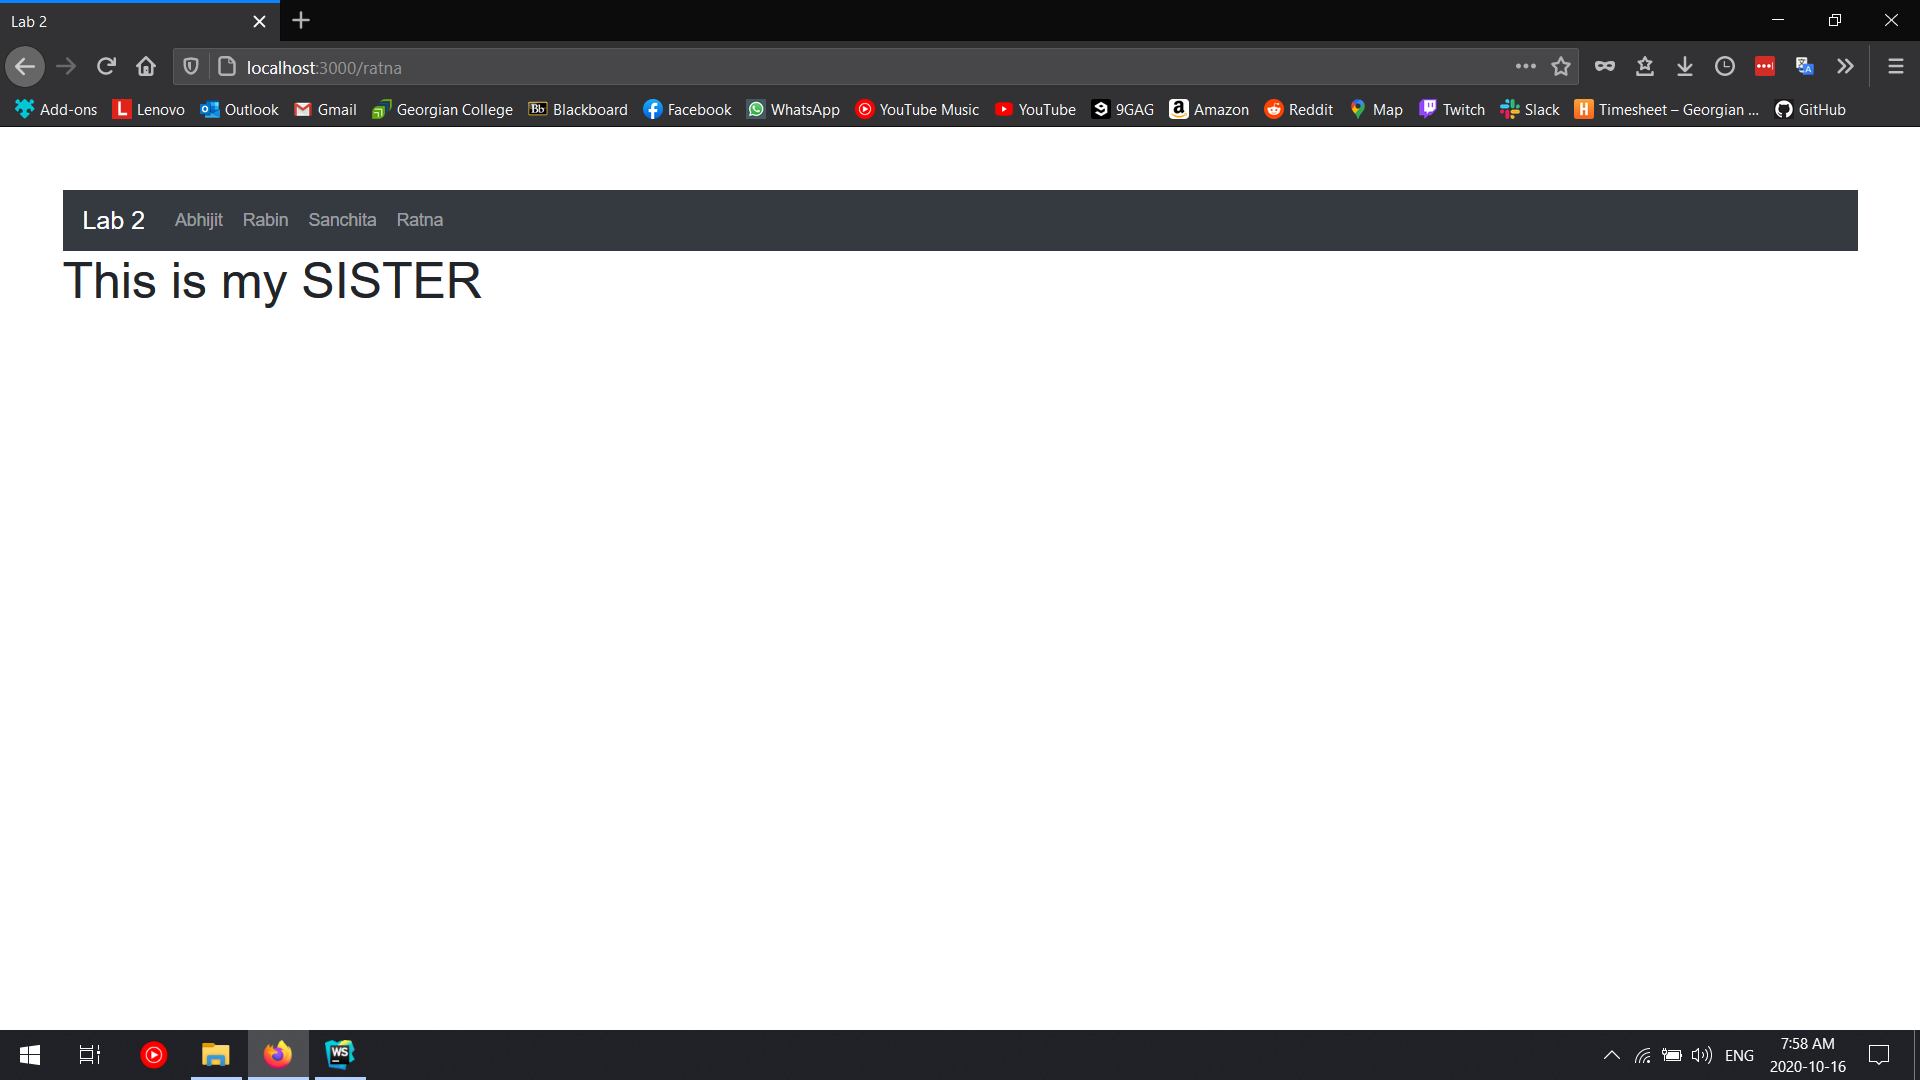 Lab 2
localhost:3000/ratna
Add-ons Lenovo Outlook Gmail Georgian College Blackboard Facebook WhatsApp YouTube Music YouTube 9GAG Amazon Reddit Map Twitch Slack Timesheet – Georgian ... GitHub
Lab 2 Abhijit Rabin Sanchita Ratna
This is my SISTER
ENG
7:58 AM
2020-10-16